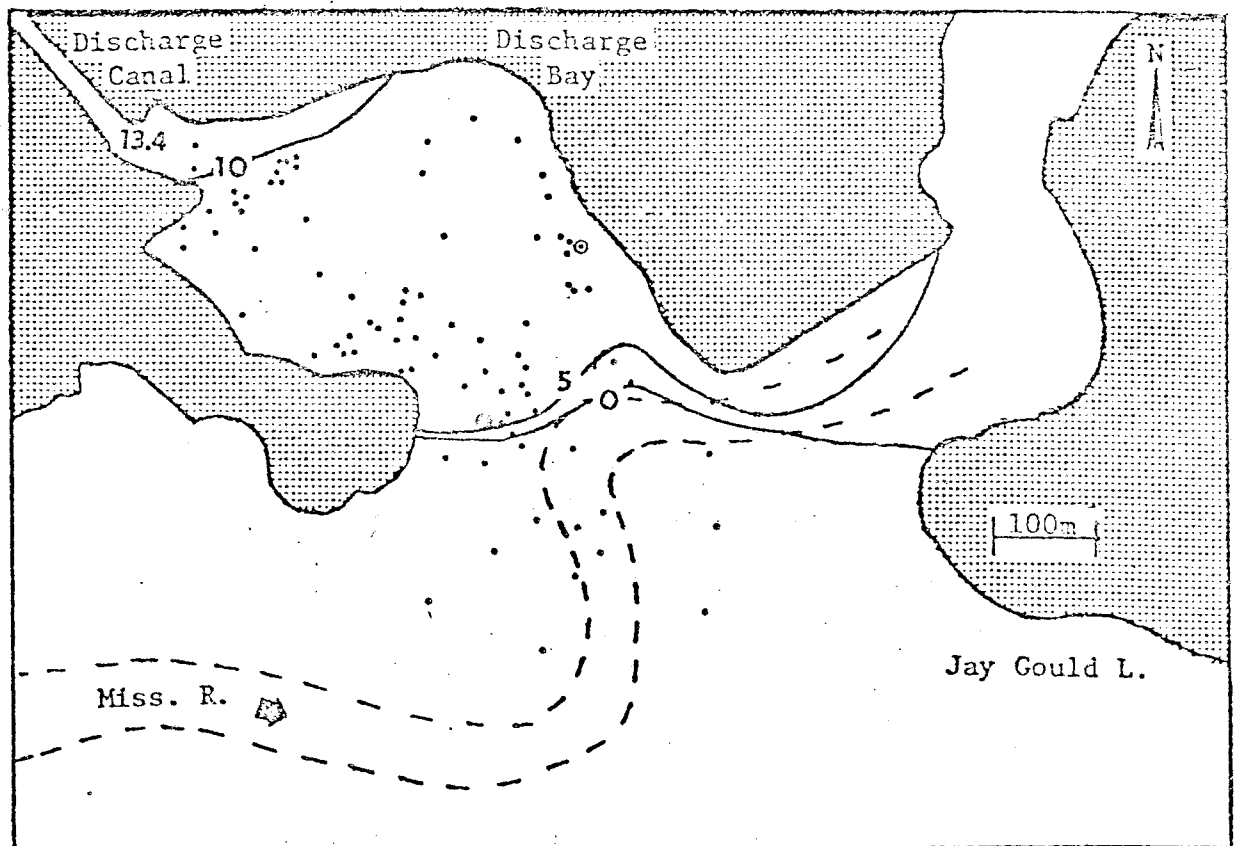 Discharge
Canal
Discharge
Bay
N
13.4
10
5
0
100m
Jay Gould L.
Miss. R.